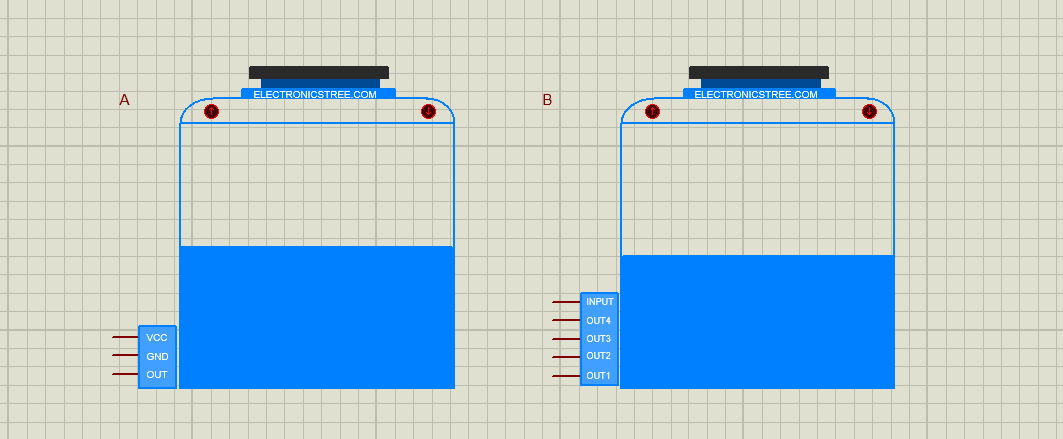 A
ELECTRONICSTREE.COM
VCC
GND
OUT
B
ELECTRONICSTREE.COM
INPUT
OUT4
OUT3
OUT2
OUT1